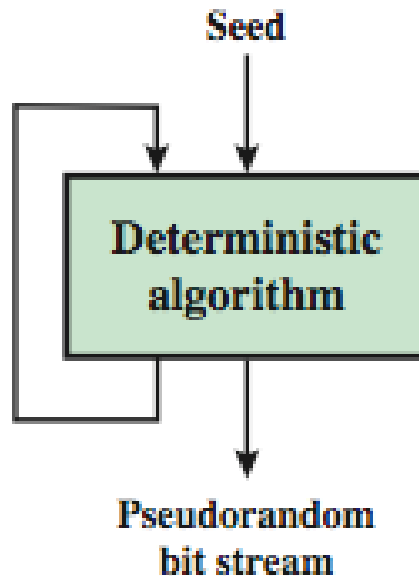 Seed
Deterministic
algorithm
Pseudorandom
bit stream